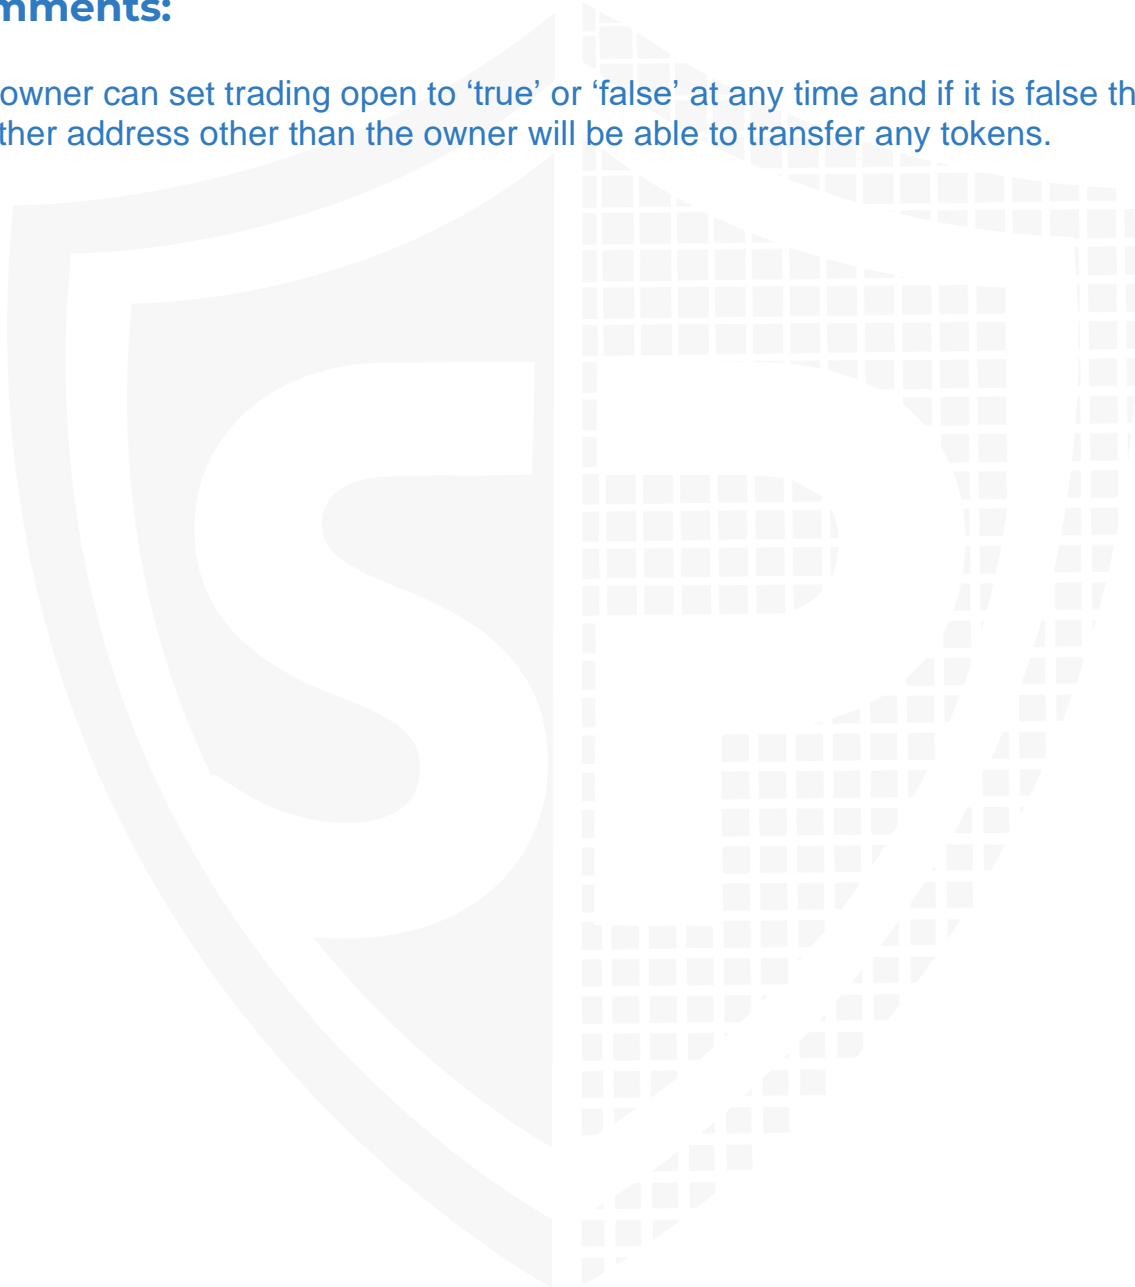 mments:
owner can set trading open to ‘true’ or ‘false’ at any time and if it is false th
ther address other than the owner will be able to transfer any tokens.
SP